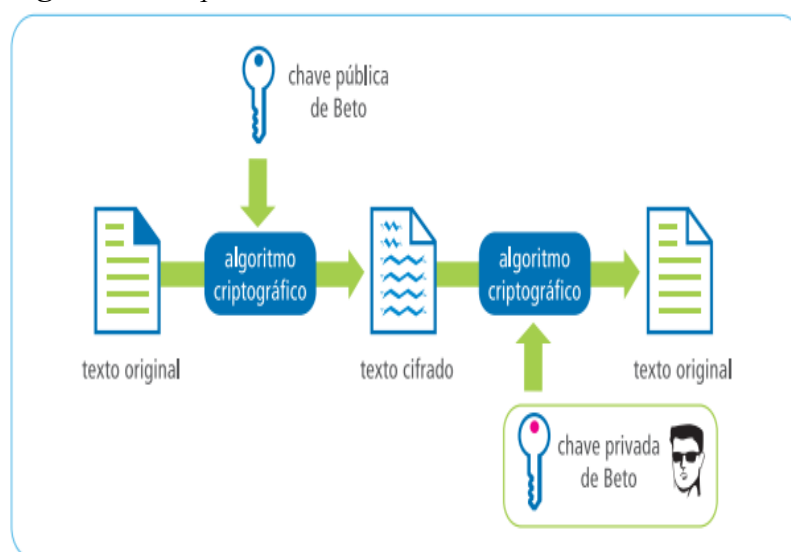 chave pública
de Beto
algoritmo
criptográfico
algoritmo
criptográfico
texto original
texto cifrado
texto original
chave privada
de Beto